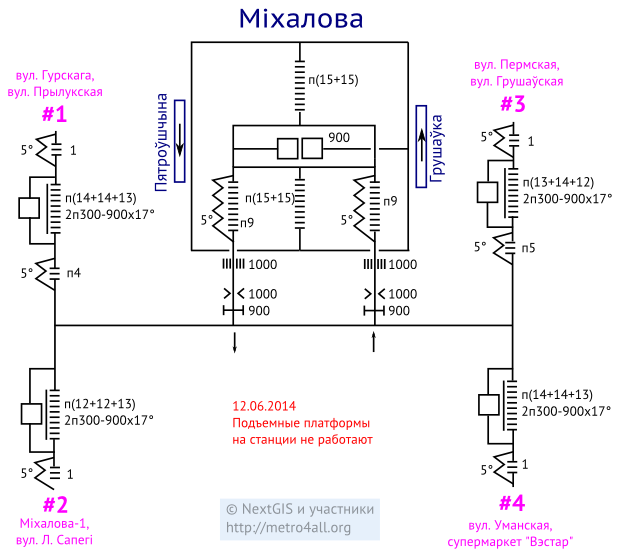 Міхалова
вул. Гурскага,
вул. Прылукская
#1
5°
1
п(14+14+13)
2п300-900х17°
5°
п4
Пятроўшчына
п(15+15)
900
п(15+15)
5°
п9
5°
п9
Грушаўка
1000
1000
1000
1000
900
900
вул. Пермская,
вул. Грушаўская
#3
5°
1
п(13+14+12)
2п300-900х17°
5°
п5
п(12+12+13)
2п300-900х17°
5°
1
#2
Міхалова-1,
вул. Л. Сапегі
12.06.2014
Подъемные платформы
на станции не работают
© NextGIS и участники
http://metro4all.org
п(14+14+13)
2п300-900х17°
5°
1
#4
вул. Уманская,
супермаркет "Вэстар"